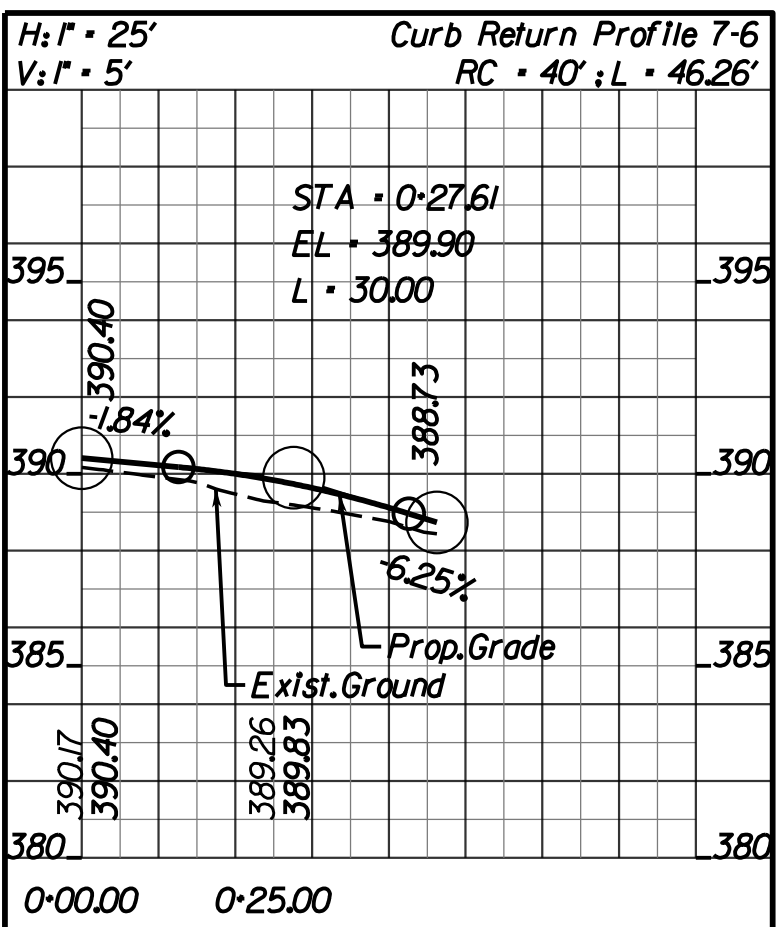 H: 1" = 25' Curb Return Profile 7-6
V: 1" = 5' RC = 40' ; L = 46.26'
STA = 0+27.61
EL = 389.90
L = 30.00
395 395
390.40
388.73
-1.84%
390 390
-6.25%
Prop. Grade
385 385
Exist. Ground
390.17
390.40
389.26
389.83
380 380
0+00.00 0+25.00